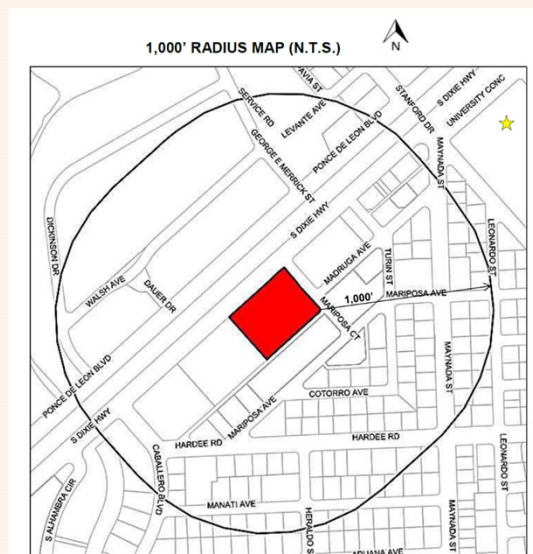 1,000' RADIUS MAP (N.T.S.)
N
SERVICE RD
LEVANTE AVE
STANFORD DR
S DIXIE HWY
UNIVERSITY CONC
PONCE DE LEON BLVD
GEORGE E MERRICK ST
MAYNADA ST
S DIXIE HWY
DICKINSON DR
LEONARDO ST
MADRUGA AVE
TURIN ST
WALSH AVE
DAUER DR
1,000'
MARIPOSA AVE
MARIPOSA CT
PONCE DE LEON BLVD
MAYNADA ST
S DIXIE HWY
COTORRO AVE
MARIPOSA AVE
HARDEE RD
HARDEE RD
CABALLERO BLVD
LEONARDO ST
S ALHAMBRA CIR
MANATI AVE
HERALDO S
MAYNADA ST